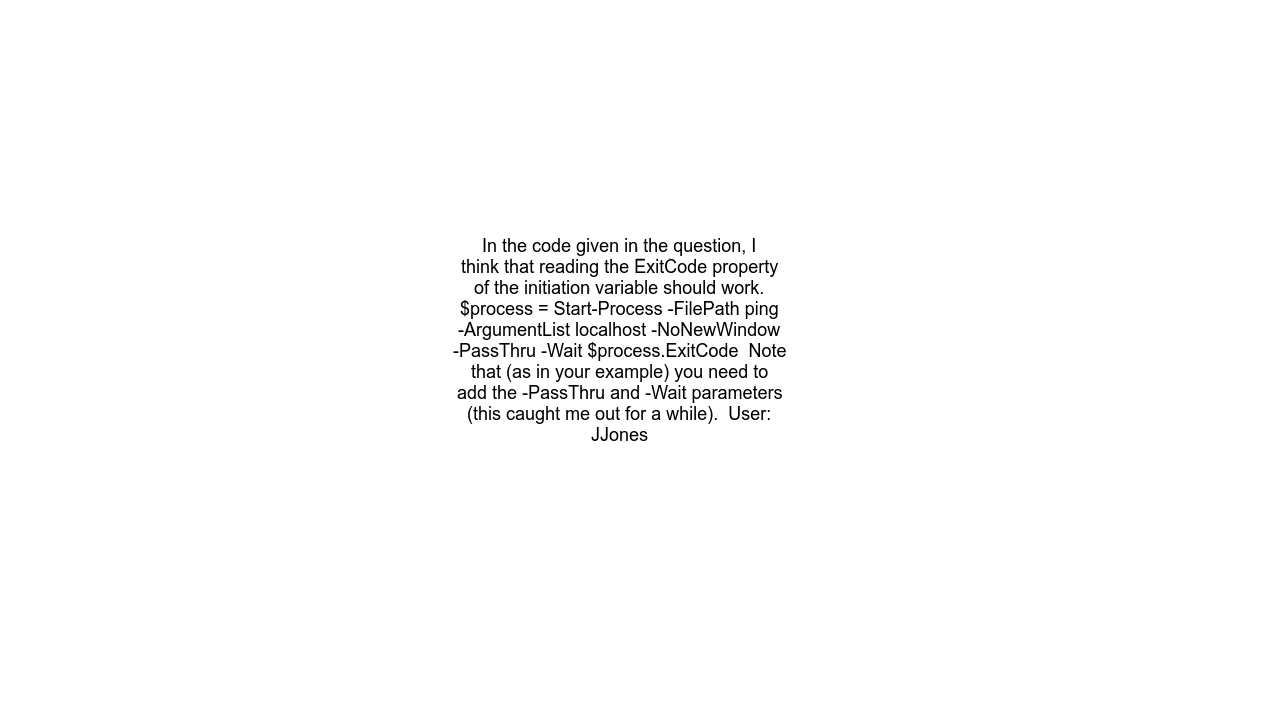 In the code given in the question, I
think that reading the ExitCode property
of the initiation variable should work.
$process = Start-Process -FilePath ping
-ArgumentList localhost -NoNewWindow
-PassThru -Wait $process.ExitCode  Note
that (as in your example) you need to
add the -PassThru and -Wait parameters
(this caught me out for a while).  User:
JJones